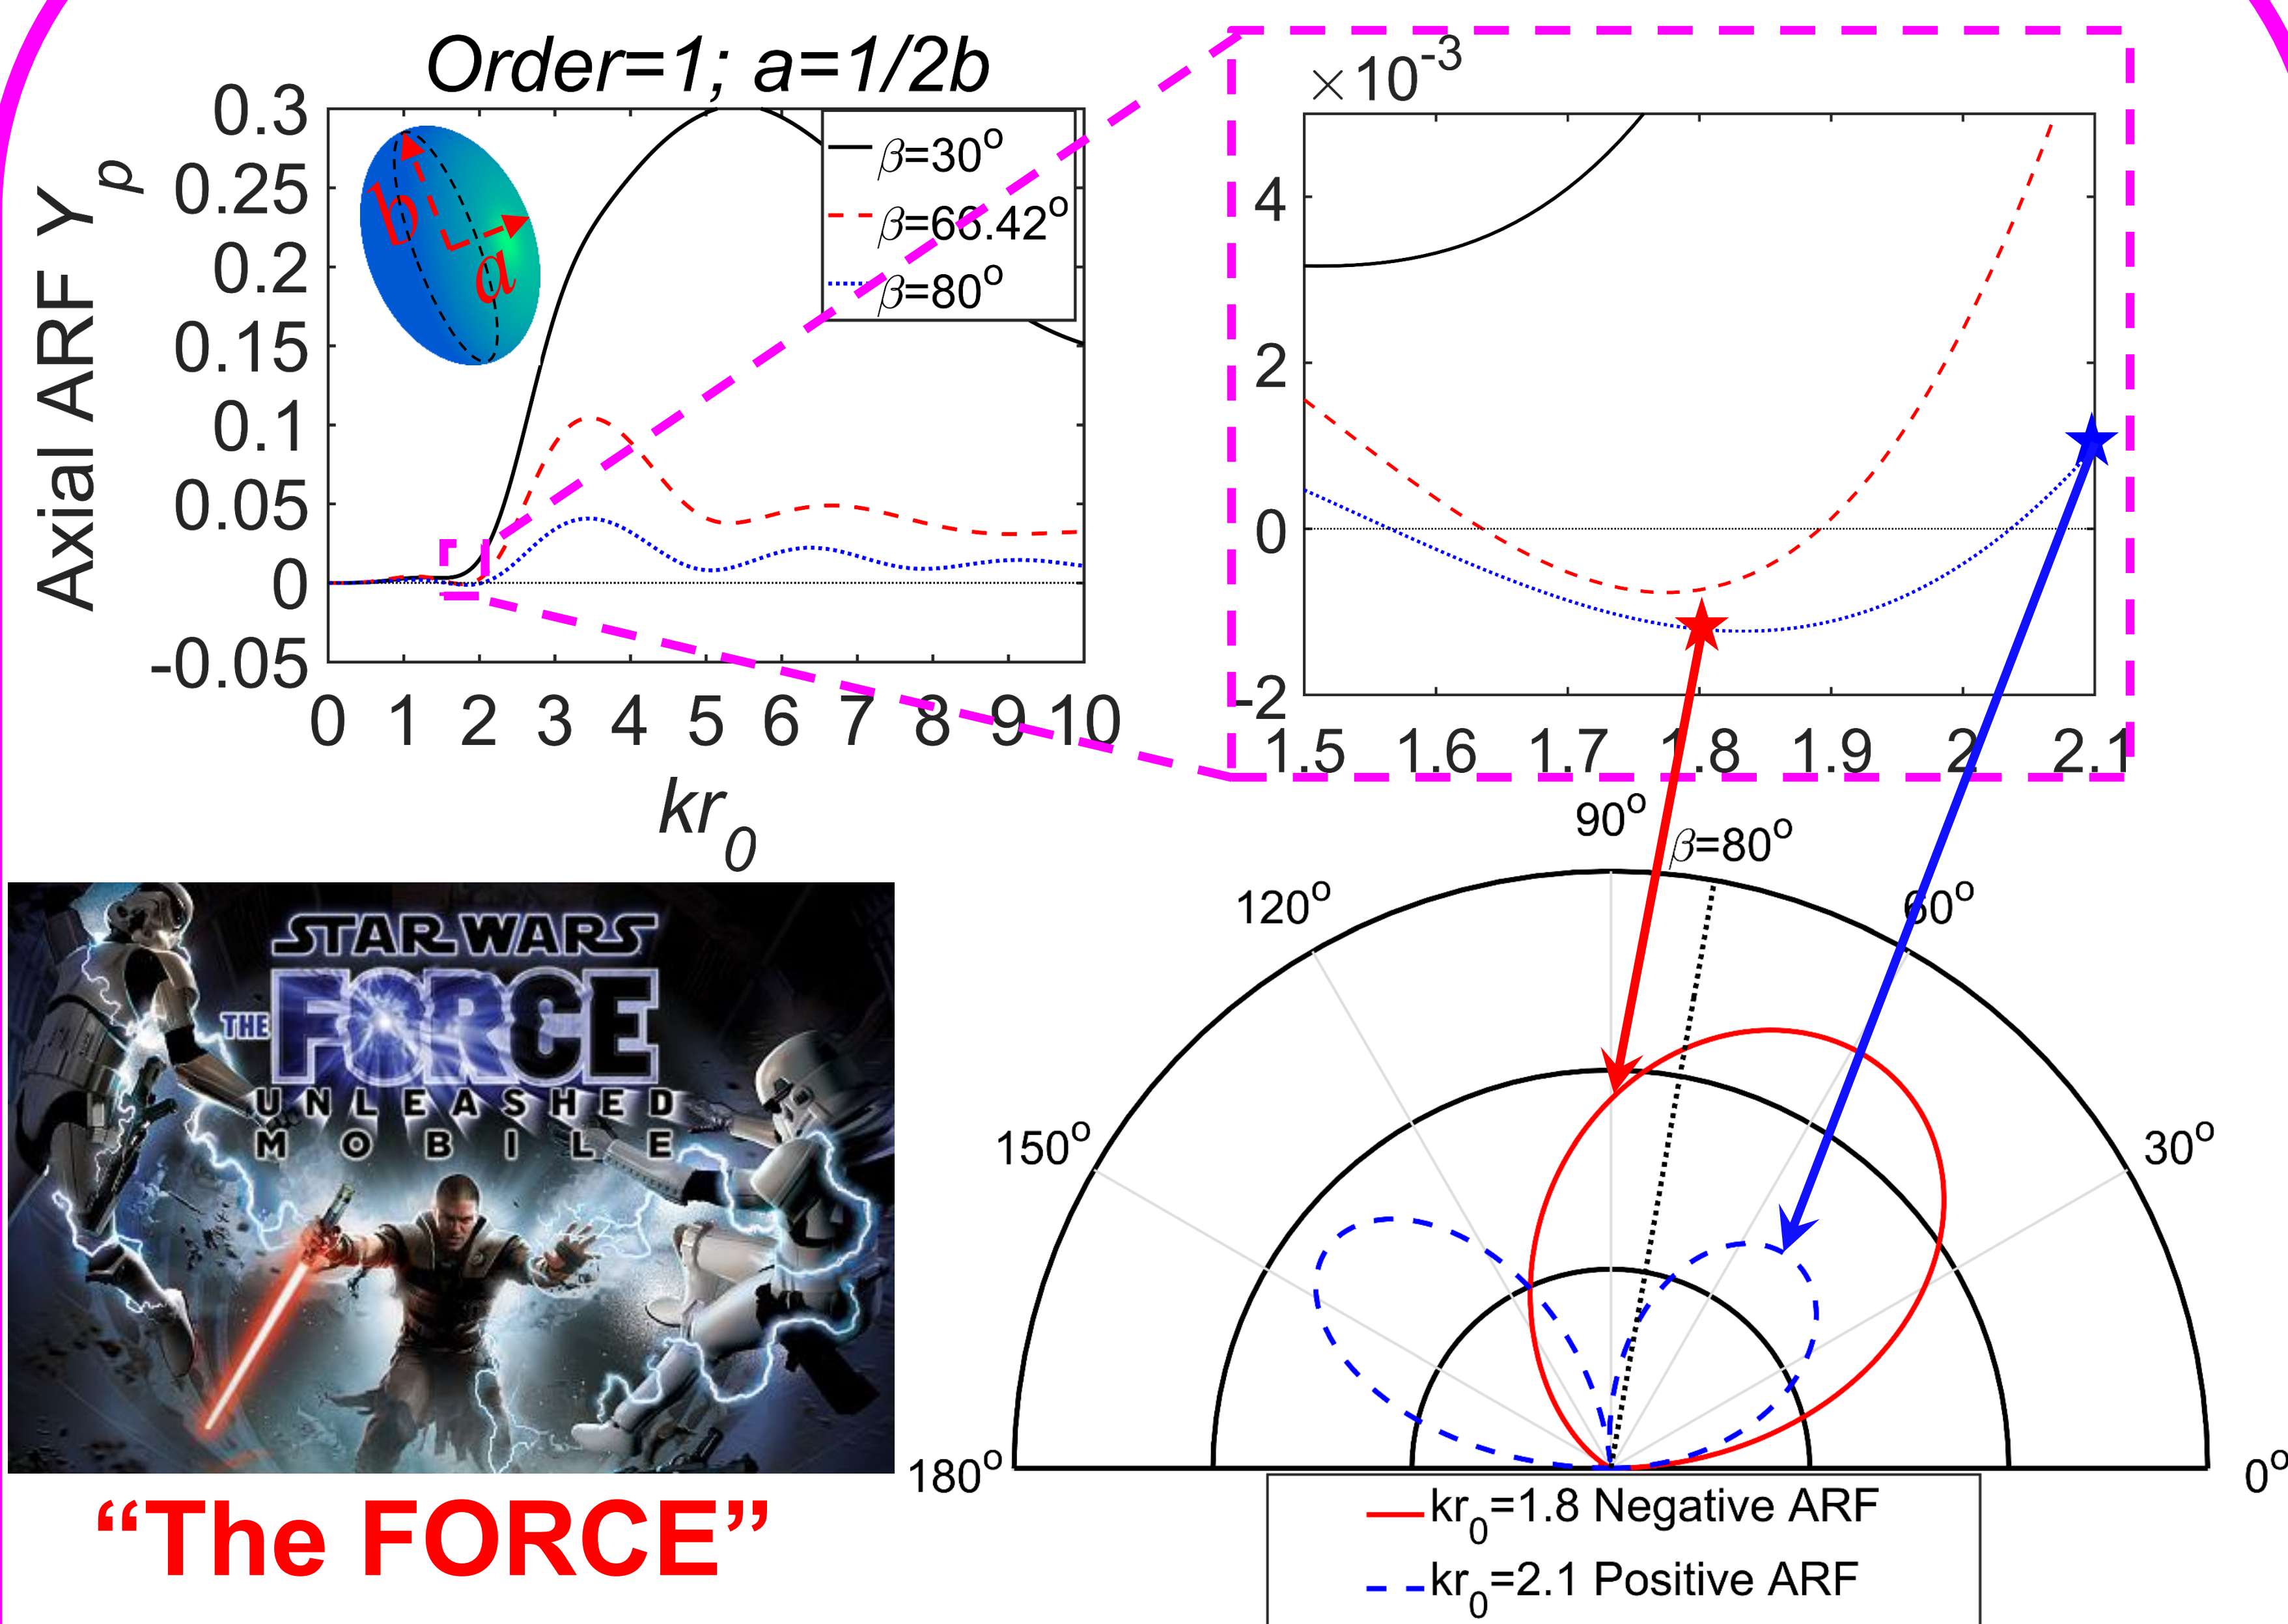 Order=1; a=1/2b
Axial ARF Y_p
0.3
0.25
0.2
0.15
0.1
0.05
0
-0.05
b
a
β=30°
β=66.42°
β=80°
0 1 2 3 4 5 6 7 8 9 10
kr_0
×10^-3
4
2
0
-2
1.5 1.6 1.7 1.8 1.9 2 2.1
90°
β=80°
120°
60°
150°
30°
180°
0°
kr_0=1.8 Negative ARF
kr_0=2.1 Positive ARF
STAR WARS
THE FORCE
UNLEASHED
MOBILE
“The FORCE”